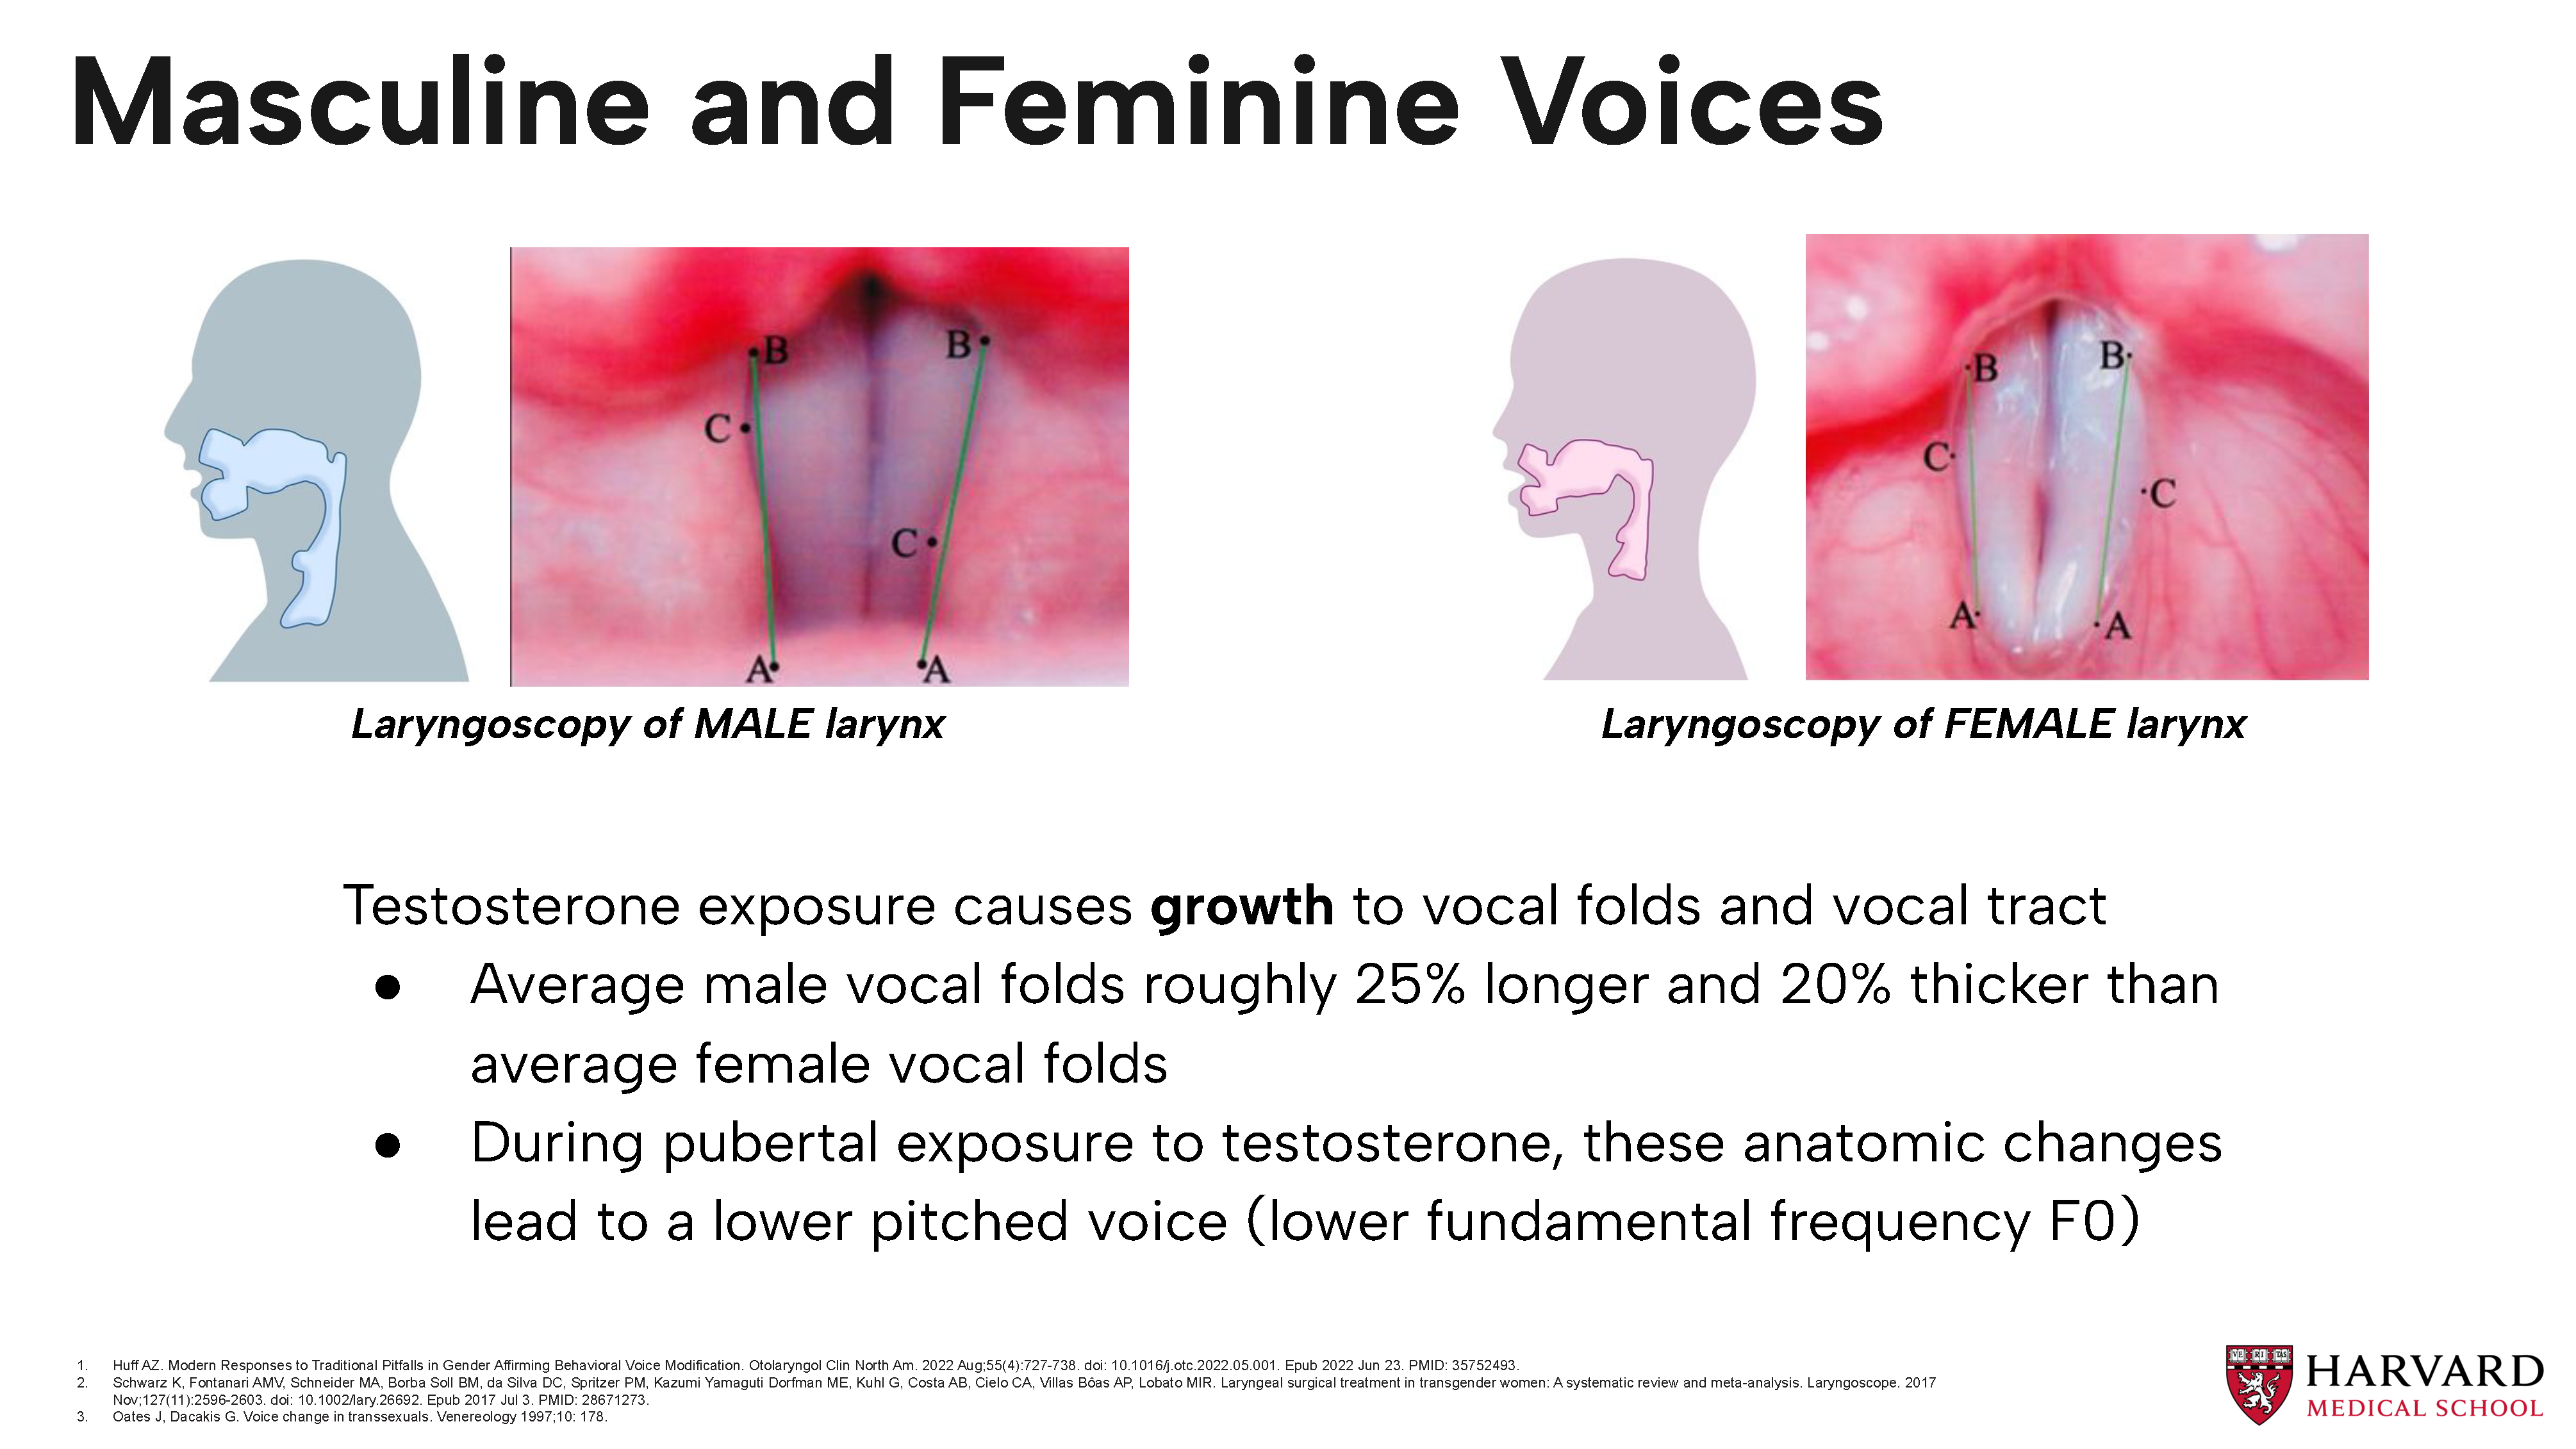 Masculine and Feminine Voices
B
B
C
C
A
A
B
B
C
C
A
A
Laryngoscopy of MALE larynx
Laryngoscopy of FEMALE larynx
Testosterone exposure causes growth to vocal folds and vocal tract
● Average male vocal folds roughly 25% longer and 20% thicker than
average female vocal folds
● During pubertal exposure to testosterone, these anatomic changes
lead to a lower pitched voice (lower fundamental frequency F0)
1. Huff AZ. Modern Responses to Traditional Pitfalls in Gender Affirming Behavioral Voice Modification. Otolaryngol Clin North Am. 2022 Aug;55(4):727-738. doi: 10.1016/j.otc.2022.05.001. Epub 2022 Jun 23. PMID: 35752493.
2. Schwarz K, Fontanari AMV, Schneider MA, Borba Soll BM, da Silva DC, Spritzer PM, Kazumi Yamaguti Dorfman ME, Kuhl G, Costa AB, Cielo CA, Villas Bôas AP, Lobato MIR. Laryngeal surgical treatment in transgender women: A systematic review and meta-analysis. Laryngoscope. 2017
Nov;127(11):2596-2603. doi: 10.1002/lary.26692. Epub 2017 Jul 3. PMID: 28671273.
3. Oates J, Dacakis G. Voice change in transsexuals. Venereology 1997;10: 178.
VE RI TAS
HARVARD
MEDICAL SCHOOL